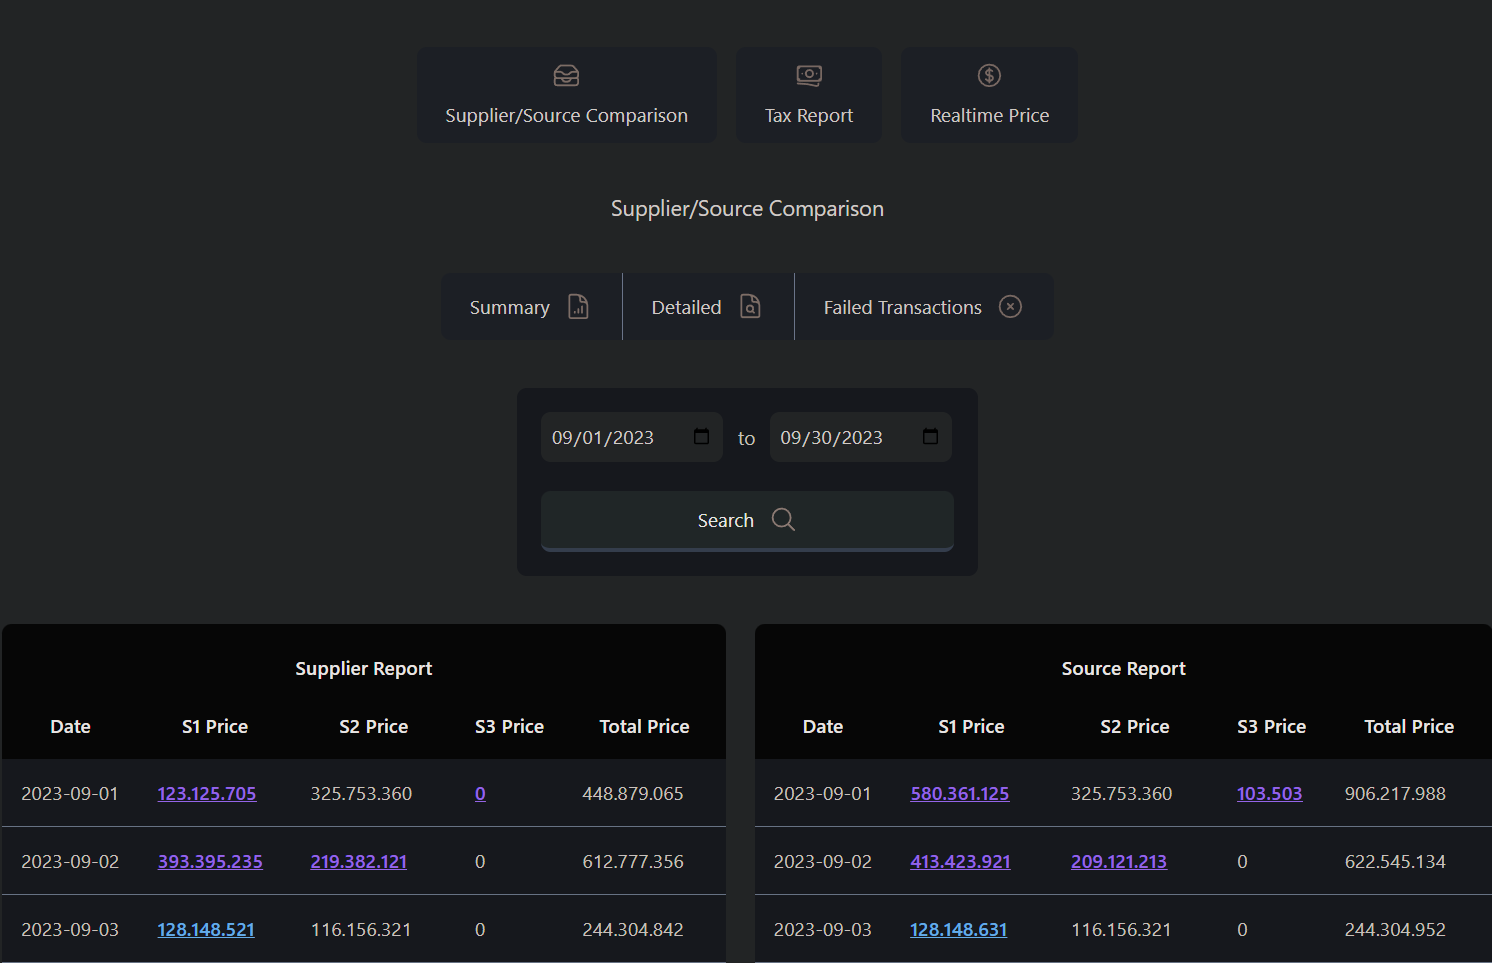 Supplier/Source Comparison
Tax Report
Realtime Price
Supplier/Source Comparison
Summary
Detailed
Failed Transactions
09/01/2023 to 09/30/2023
Search
Supplier Report
Date S1 Price S2 Price S3 Price Total Price
2023-09-01 123.125.705 325.753.360 0 448.879.065
2023-09-02 393.395.235 219.382.121 0 612.777.356
2023-09-03 128.148.521 116.156.321 0 244.304.842
Source Report
Date S1 Price S2 Price S3 Price Total Price
2023-09-01 580.361.125 325.753.360 103.503 906.217.988
2023-09-02 413.423.921 209.121.213 0 622.545.134
2023-09-03 128.148.631 116.156.321 0 244.304.952